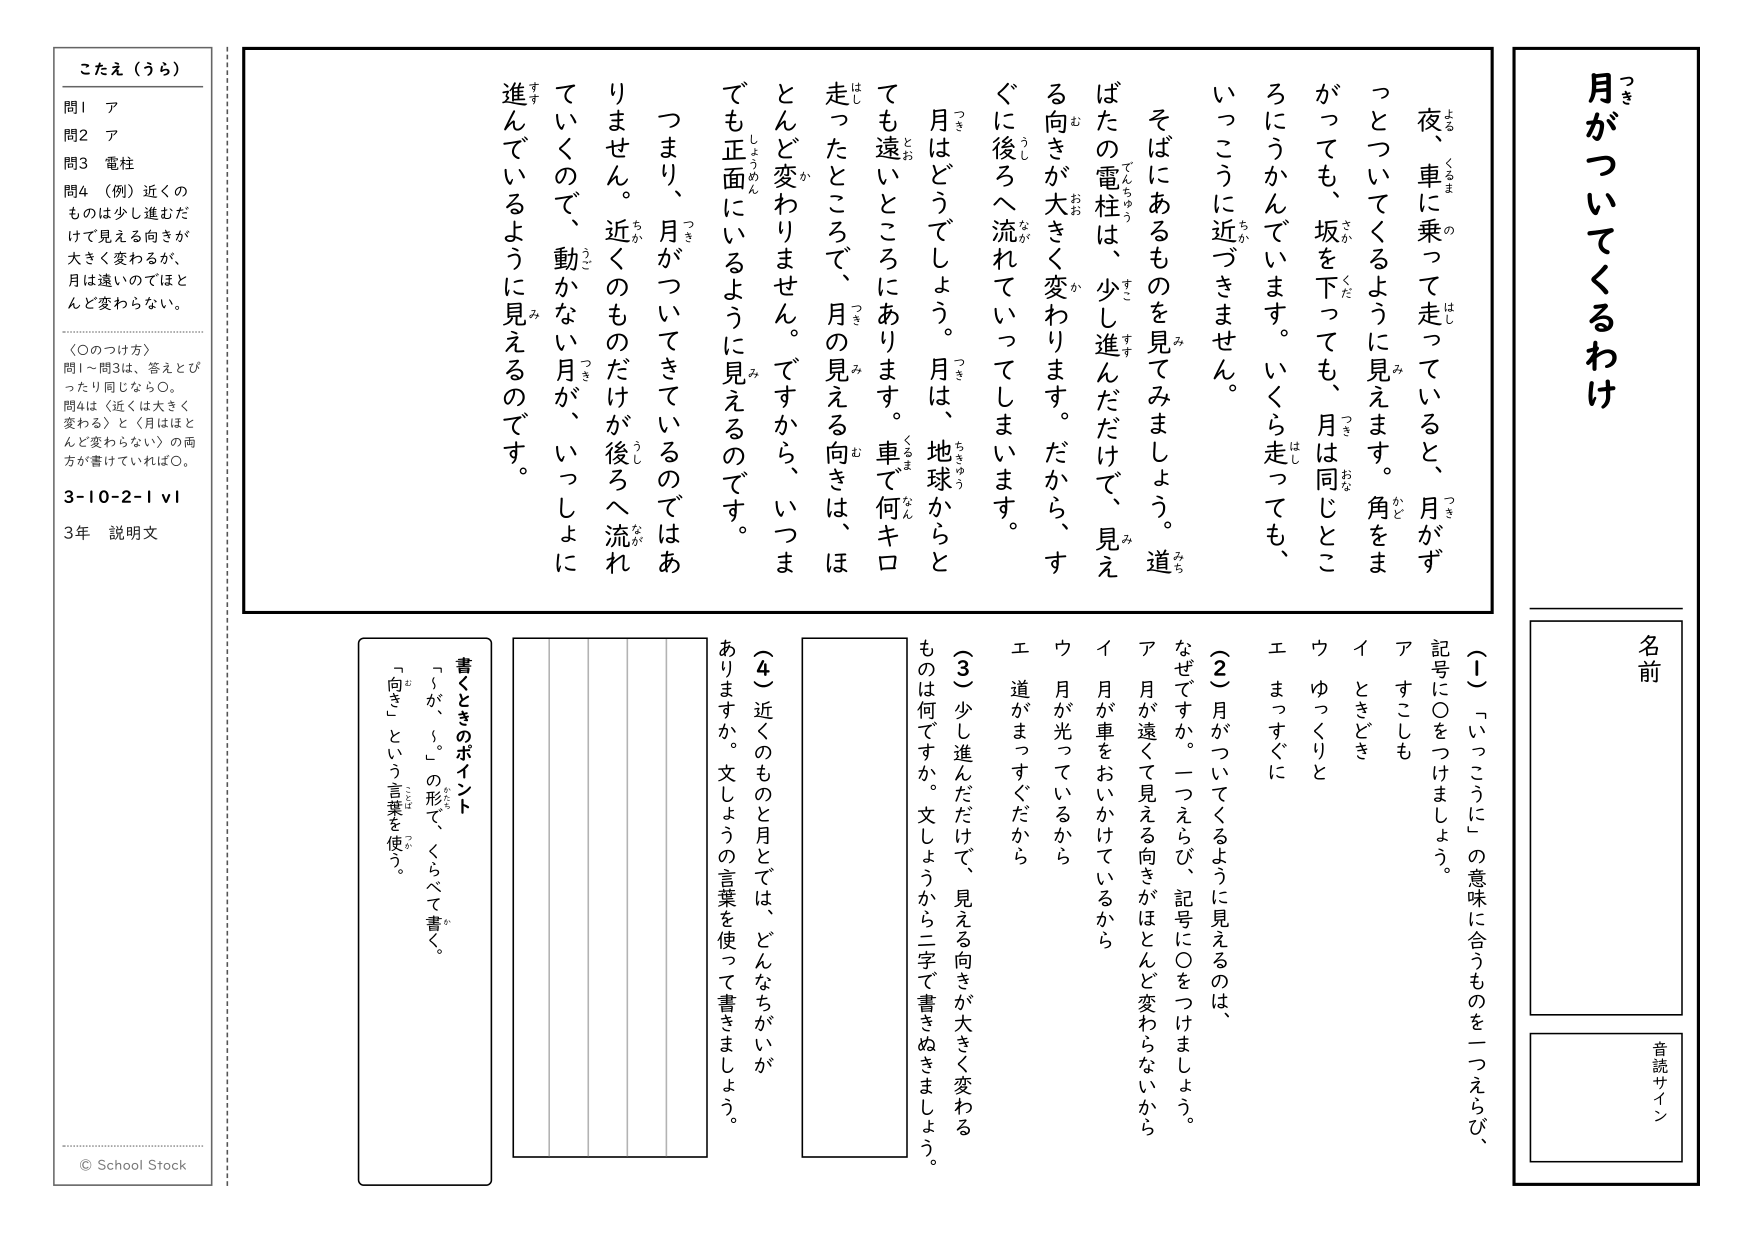 月がついてくるわけ
つき
名前
音読サイン
夜、車に乗って走っていると、月がず
っとついてくるように見えます。角をま
がっても、坂を下っても、月は同じとこ
ろにうかんでいます。いくら走っても、
いっこうに近づきません。
そばにあるものを見てみましょう。道
ばたの電柱は、少し進んだだけで、見え
る向きが大きく変わります。だから、す
ぐに後ろへ流れていってしまいます。
月はどうでしょう。月は、地球からと
ても遠いところにあります。車で何キロ
走ったところで、月の見える向きは、ほ
とんど変わりません。ですから、いつま
でも正面にいるように見えるのです。
つまり、月がついてきているのではあ
りません。近くのものだけが後ろへ流れ
ていくので、動かない月が、いっしょに
進んでいるように見えるのです。
(1)「いっこうに」の意味に合うものを一つえらび、
記号に〇をつけましょう。
ア すこしも
イ ときどき
ウ ゆっくりと
エ まっすぐに
(2)月がついてくるように見えるのは、
なぜですか。一つえらび、記号に〇をつけましょう。
ア 月が遠くて見える向きがほとんど変わらないから
イ 月が車をおいかけているから
ウ 月が光っているから
エ 道がまっすぐだから
(3)少し進んだだけで、見える向きが大きく変わる
ものは何ですか。文しょうから二字で書きぬきましょう。
(4)近くのものと月とでは、どんなちがいが
ありますか。文しょうの言葉を使って書きましょう。
書くときのポイント
「〜が、〜。」の形で、くらべて書く。
「向き」という言葉を使う。
こたえ（うら）
問1 ア
問2 ア
問3 電柱
問4 （例）近くの
ものは少し進むだ
けで見える向きが
大きく変わるが、
月は遠いのでほと
んど変わらない。
〈〇のつけ方〉
問1〜問3は、答えとぴ
ったり同じなら〇。
問4は〈近くは大きく
変わる〉と〈月はほと
んど変わらない〉の両
方が書けていれば〇。
3-10-2-1 v1
3年 説明文
© School Stock